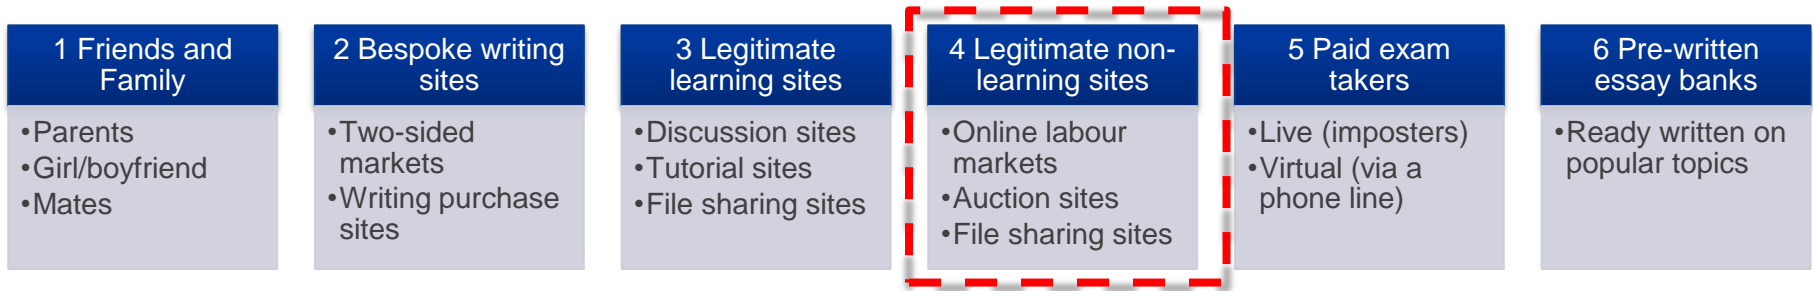 1 Friends and
Family
•Parents
•Girl/boyfriend
•Mates
2 Bespoke writing
sites
•Two-sided
markets
•Writing purchase
sites
3 Legitimate
learning sites
•Discussion sites
•Tutorial sites
•File sharing sites
4 Legitimate non-
learning sites
•Online labour
markets
•Auction sites
•File sharing sites
5 Paid exam
takers
•Live (imposters)
•Virtual (via a
phone line)
6 Pre-written
essay banks
•Ready written on
popular topics